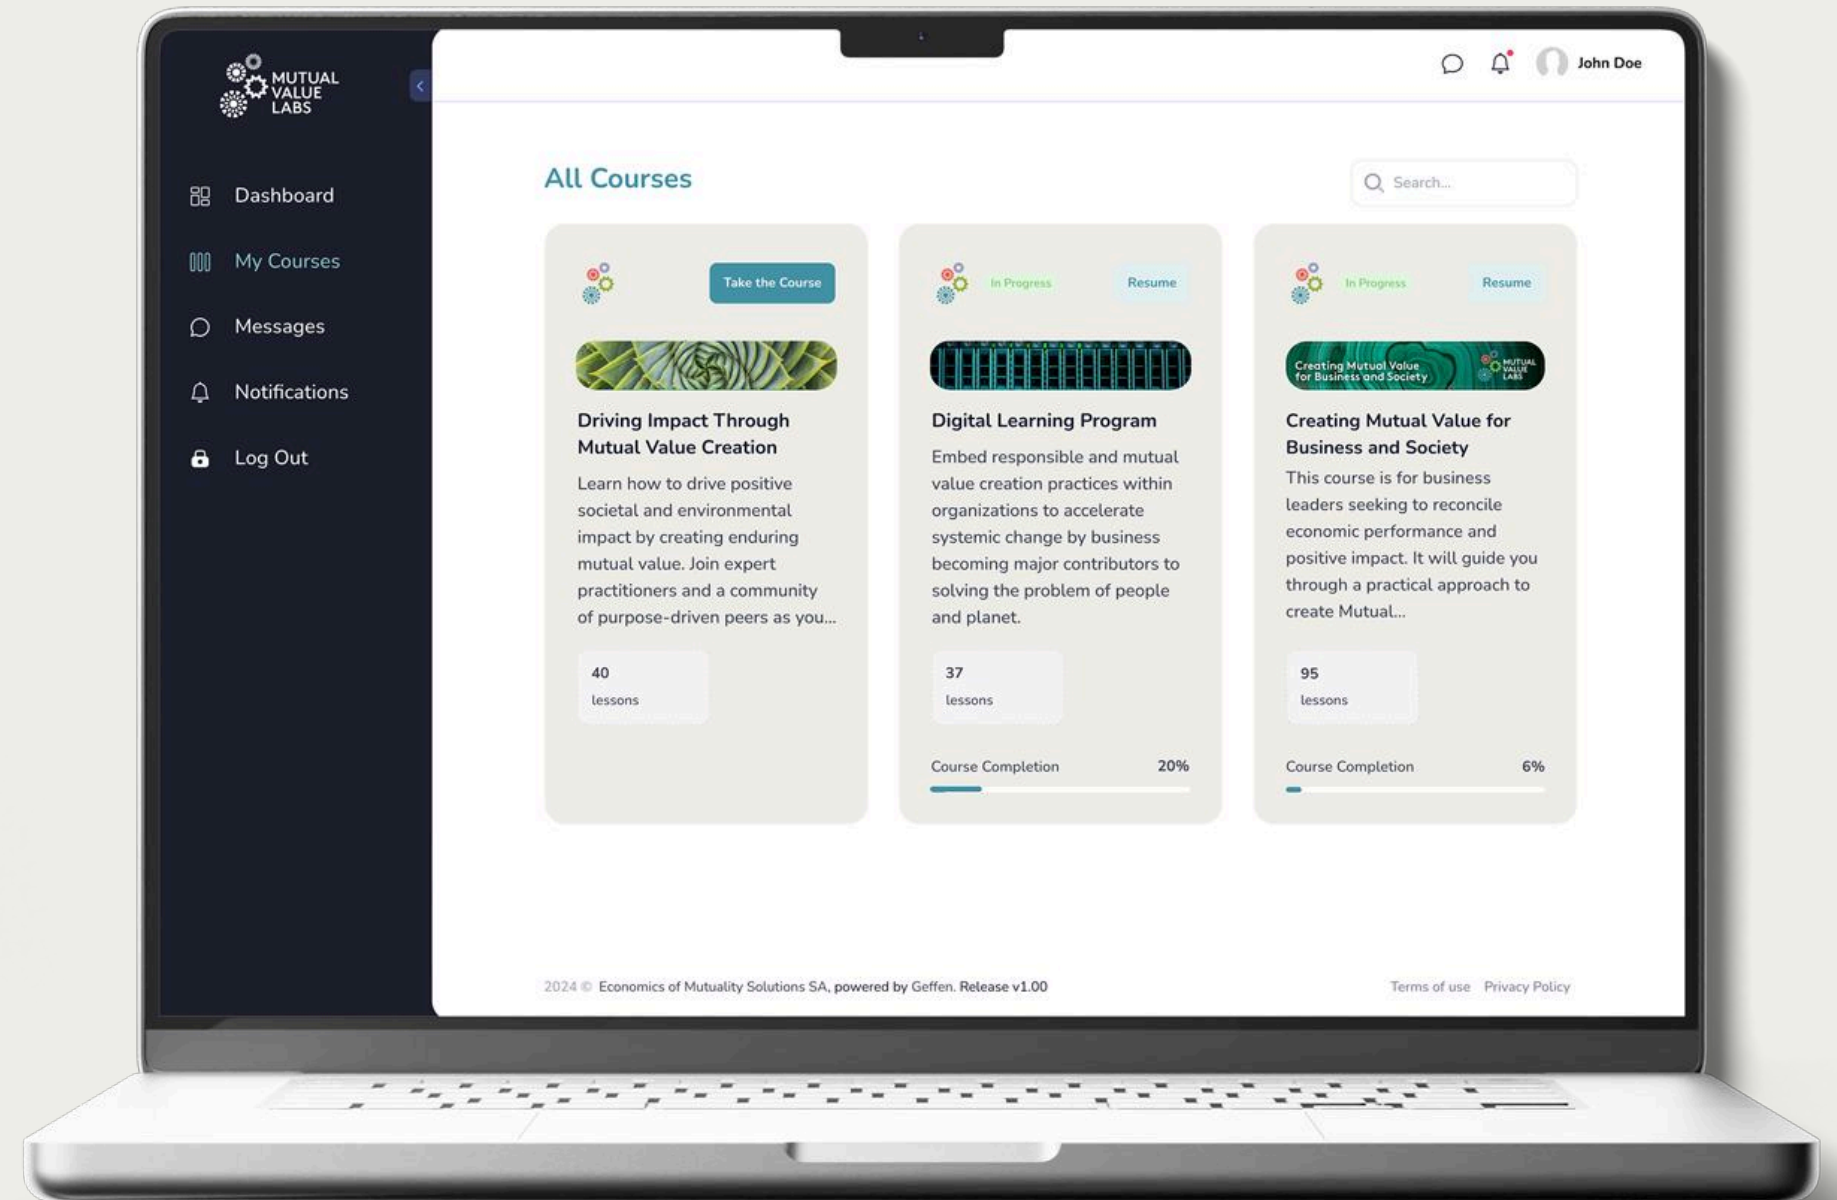 MUTUAL
VALUE
LABS
Dashboard
My Courses
Messages
Notifications
Log Out
John Doe
All Courses
Search...
Take the Course
Driving Impact Through
Mutual Value Creation
Learn how to drive positive
societal and environmental
impact by creating enduring
mutual value. Join expert
practitioners and a community
of purpose-driven peers as you...
40
lessons
In Progress
Resume
Digital Learning Program
Embed responsible and mutual
value creation practices within
organizations to accelerate
systemic change by business
becoming major contributors to
solving the problem of people
and planet.
37
lessons
Course Completion 20%
In Progress
Resume
Creating Mutual Value
for Business and Society
MUTUAL
VALUE
LABS
Creating Mutual Value for
Business and Society
This course is for business
leaders seeking to reconcile
economic performance and
positive impact. It will guide you
through a practical approach to
create Mutual...
95
lessons
Course Completion 6%
2024 © Economics of Mutuality Solutions SA, powered by Geffen. Release v1.00
Terms of use Privacy Policy